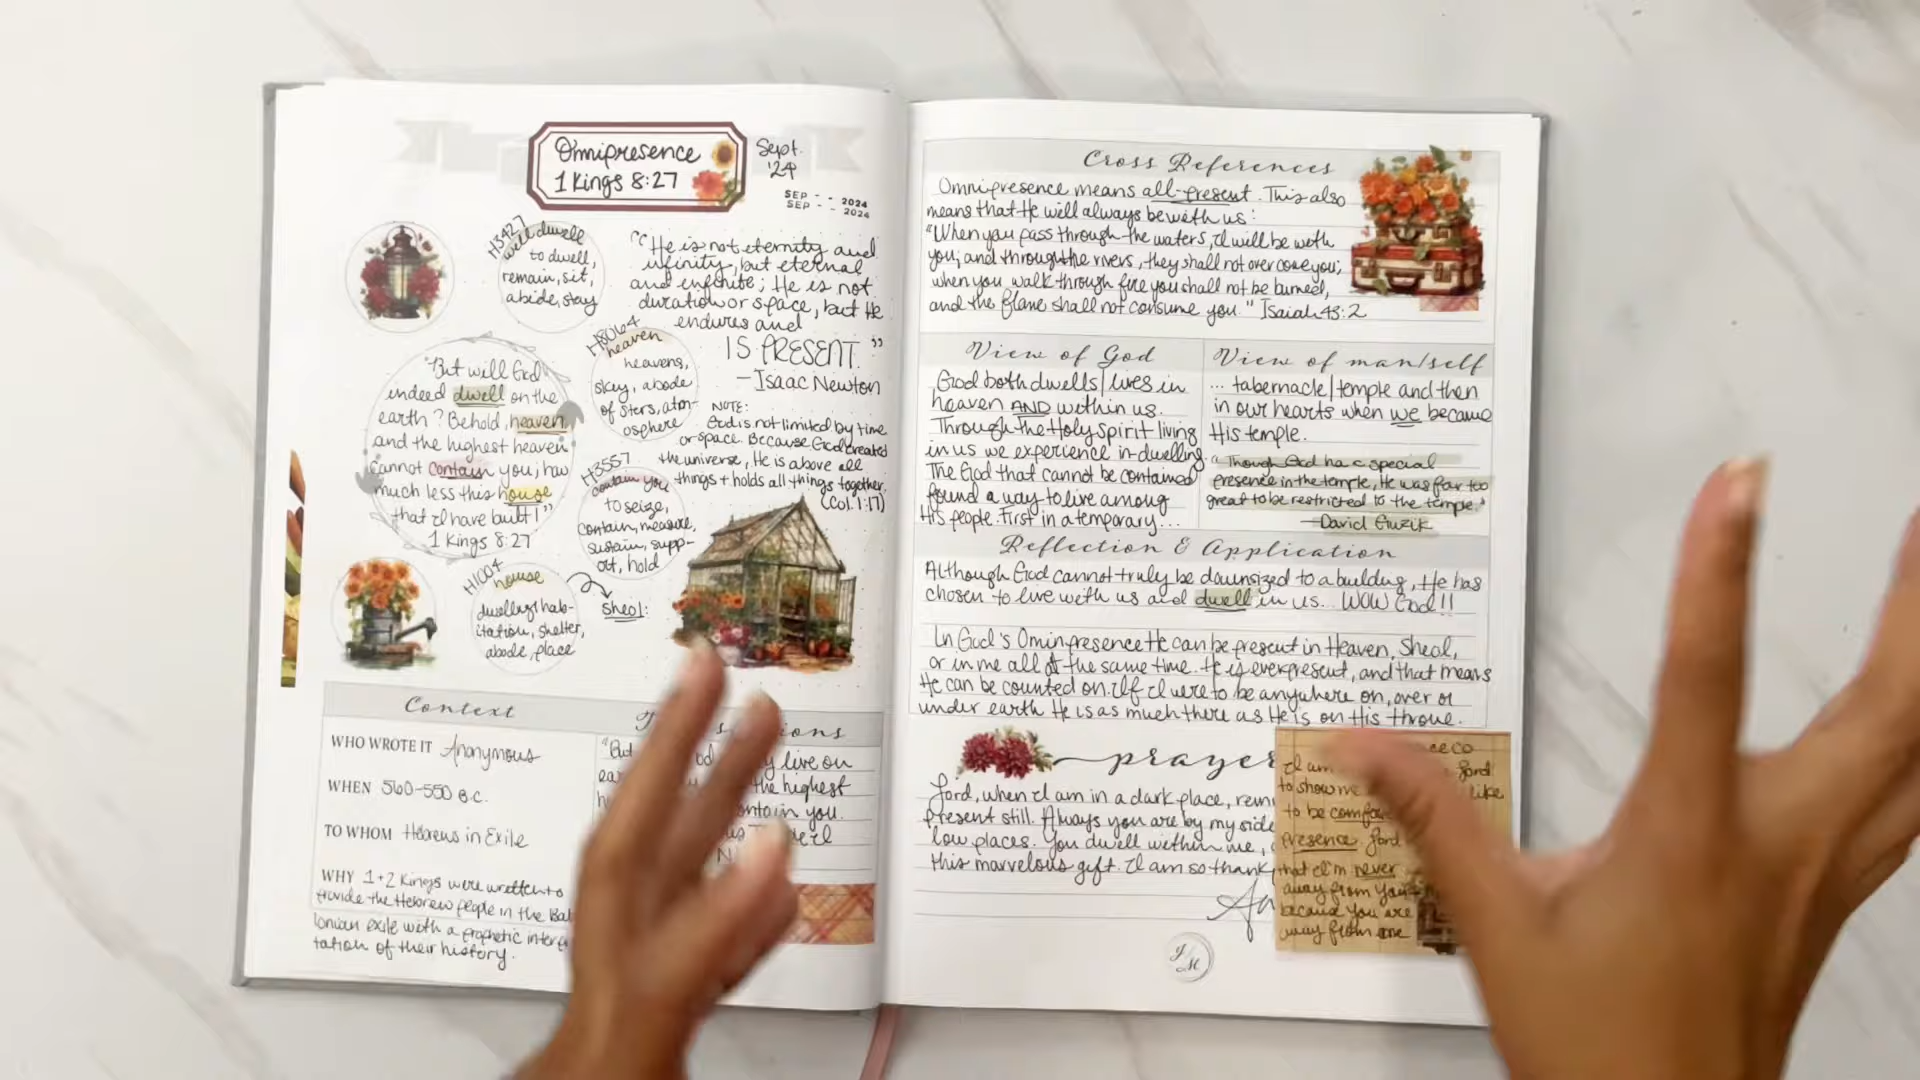 Omnipresence
1 Kings 8:27
Sept.
'24
SEP - - 2024
SEP - - 2024
H3427
will dwell
to dwell,
remain, sit,
abide, stay
"He is not eternity and
infinity, but eternal
and infinite; He is not
duration or space, but He
endures and
IS PRESENT."
- Isaac Newton
H8064
heaven
heavens,
sky, abode
of stars, atm-
osphere
"But will God
indeed dwell on the
earth? Behold, heaven
and the highest heaven
cannot contain you; how
much less this house
that I have built!"
1 Kings 8:27
NOTE:
God is not limited by time
or space. Because God created
the universe, He is above all
things + holds all things together.
(Col. 1:17)
H3557
contain you
to seize,
contain, measure,
sustain, supp-
ort, hold
H1004
house
dwelling habi-
itation, shelter,
abode, place
sheol:
Context
WHO WROTE IT Anonymous
WHEN 560-550 B.C.
TO WHOM Hebrews in Exile
WHY 1+2 Kings were written to
provide the Hebrew people in the
lonian exile with a prophetic
tation of their history.
"But
live on
the highest
contain you.
Cross References
Omnipresence means all-present. This also
means that He will always be with us:
"When you pass through the waters, I will be with
you; and through the rivers, they shall not overcome you;
when you walk through fire you shall not be burned,
and the flame shall not consume you." Isaiah 43:2
View of God
God both dwells/lives in
heaven AND within us.
Through the Holy Spirit living
in us we experience indwelling.
The God that cannot be contained
found a way to live among
His people. First in a temporary...
View of man/self
... tabernacle/temple and then
in our hearts when we became
His temple.
"Though God had a special
presence in the temple, He was far too
great to be restricted to the temple."
- David Guzik
Reflection & Application
Although God cannot truly be downsized to a building, He has
chosen to live with us and dwell in us... WOW God!!
In God's Ominpresence He can be present in Heaven, Sheol,
or in me all at the same time. He is everpresent, and that means
He can be counted on. If I were to be anywhere on, over or
under earth He is as much there as He is on His throne.
prayer
Lord, when I am in a dark place,
present still. Always you are by my side
low places. You dwell within me,
this marvelous gift. I am so
I am
Lord
to show me
like
to be
presence. Lord
that I'm never
away from you
because you are
away from me